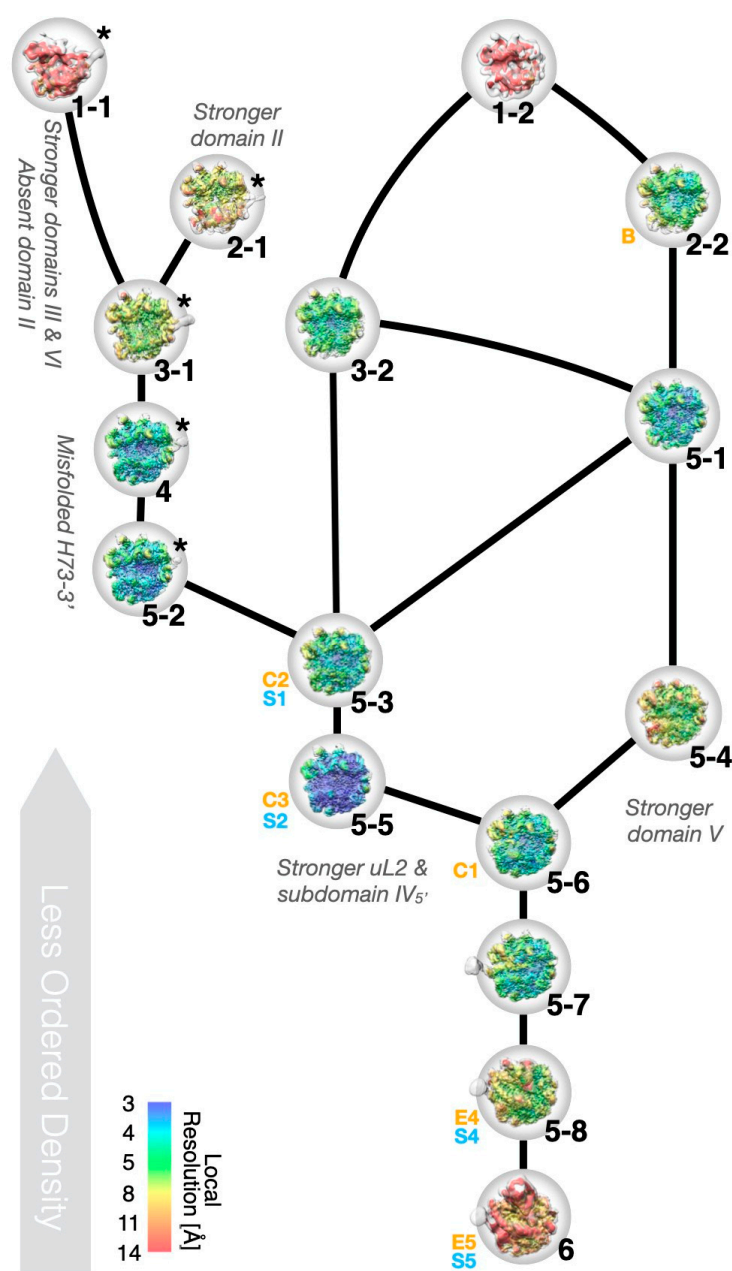 *
1-1
1-2
Stronger
domain II
*
2-1
B
2-2
Stronger domains III & VI
Absent domain II
*
3-1
3-2
5-1
*
4
Misfolded H73-3’
*
5-2
C2
S1
5-3
5-4
C3
S2
5-5
Stronger
domain V
Stronger uL2 &
subdomain IV5’
C1
5-6
5-7
Less Ordered Density
E4
S4
5-8
3
4
5
8
11
14
Local
Resolution [Å]
E5
S5
6